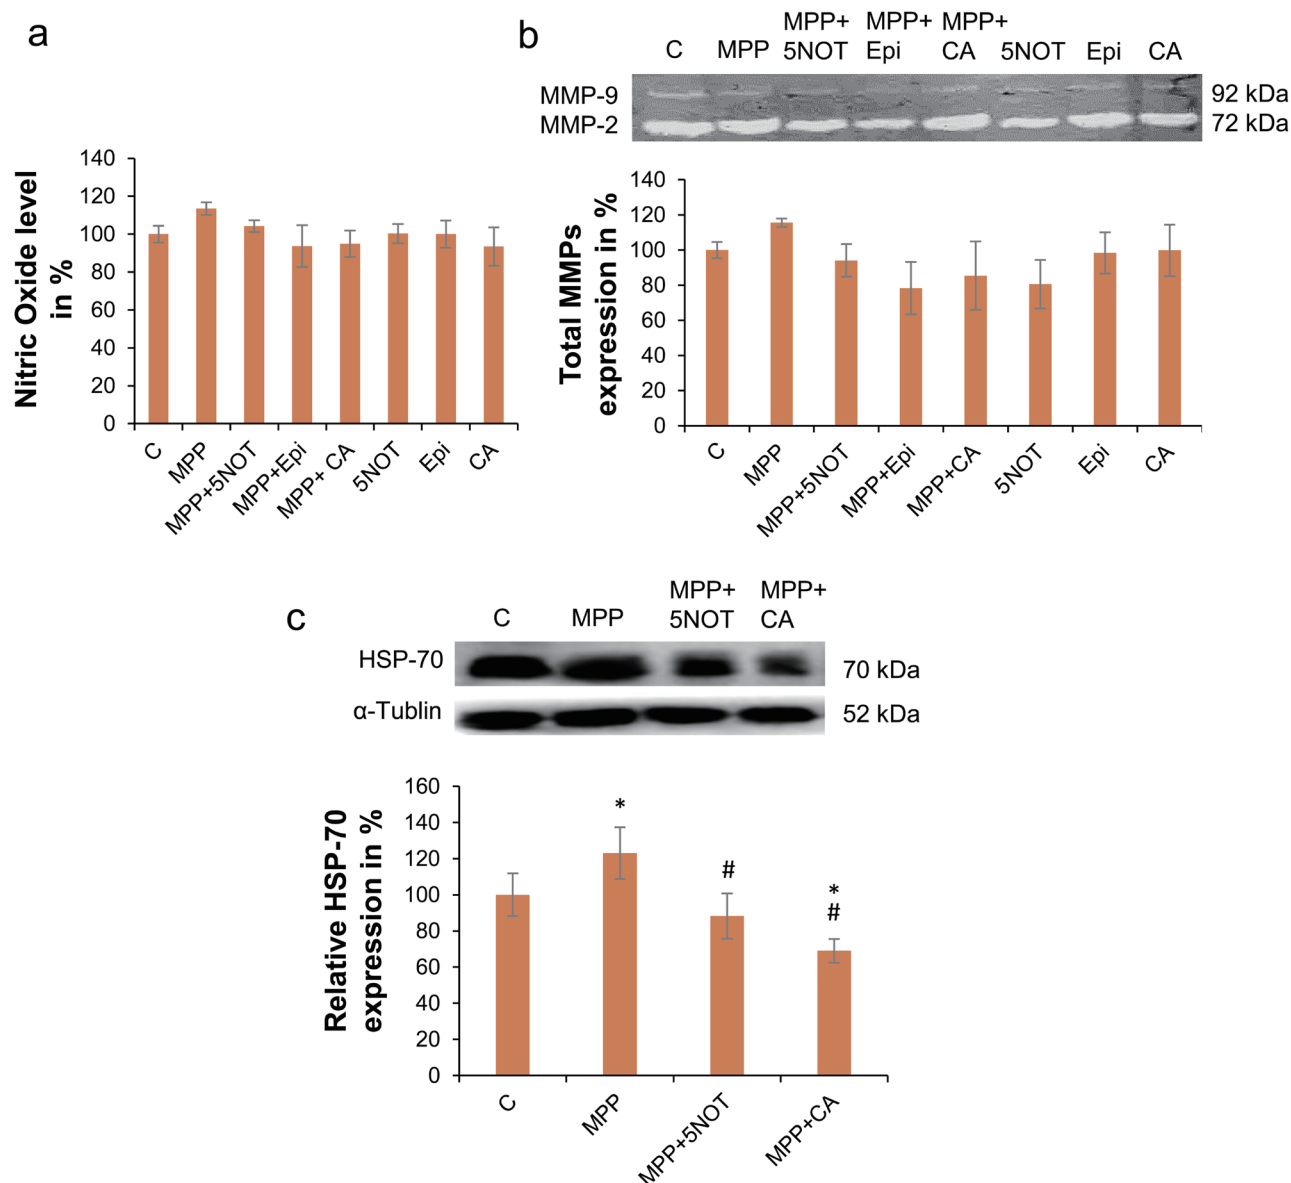 a
140
120
100
80
60
40
20
0
Nitric Oxide level
in %
C
MPP
MPP+5NOT
MPP+Epi
MPP+ CA
5NOT
Epi
CA
b
MPP+ MPP+ MPP+
C MPP 5NOT Epi CA 5NOT Epi CA
MMP-9 92 kDa
MMP-2 72 kDa
140
120
100
80
60
40
20
0
Total MMPs
expression in %
C
MPP
MPP+5NOT
MPP+Epi
MPP+CA
5NOT
Epi
CA
c
MPP+ MPP+
C MPP 5NOT CA
HSP-70 70 kDa
α-Tublin 52 kDa
160
140
120
100
80
60
40
20
0
Relative HSP-70
expression in %
*
#
*
#
C
MPP
MPP+5NOT
MPP+CA